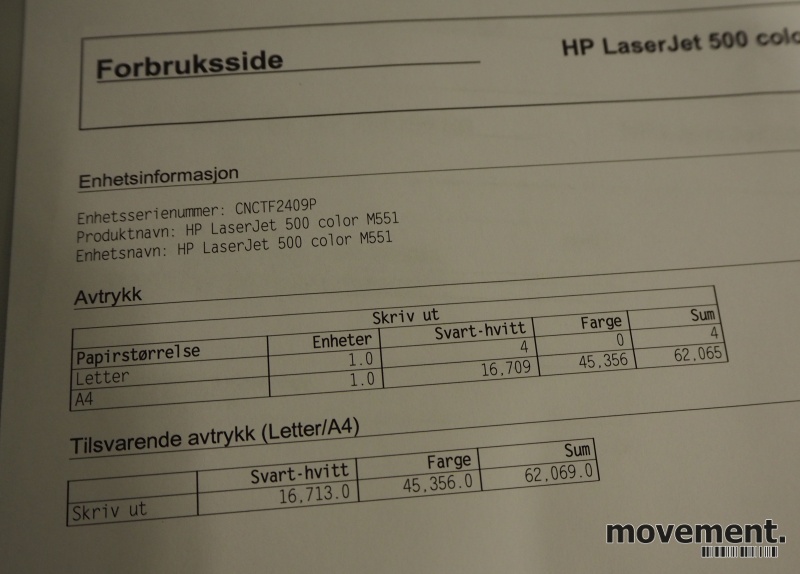 Forbruksside
HP LaserJet 500 colo
Enhetsinformasjon
Enhetsserienummer: CNCTF2409P
Produktnavn: HP LaserJet 500 color M551
Enhetsnavn: HP LaserJet 500 color M551
Avtrykk
Skriv ut
Papirstørrelse Enheter Svart-hvitt Farge Sum
Letter 1.0 4 0 4
A4 1.0 16,709 45,356 62,065
Tilsvarende avtrykk (Letter/A4)
Svart-hvitt Farge Sum
Skriv ut 16,713.0 45,356.0 62,069.0
movement.